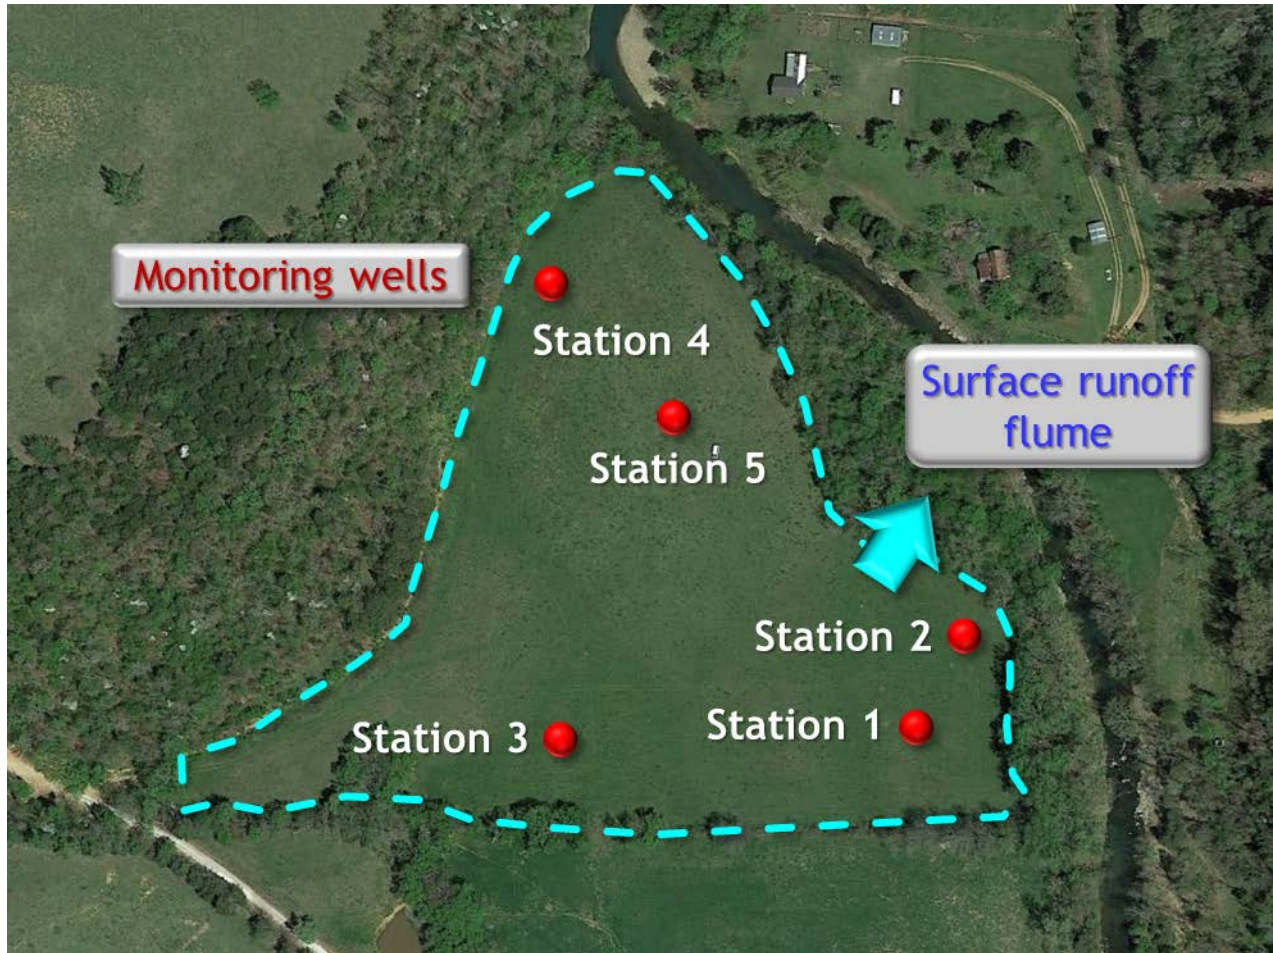 Monitoring wells
Station 4
Surface runoff
flume
Station 5
Station 2
Station 1
Station 3